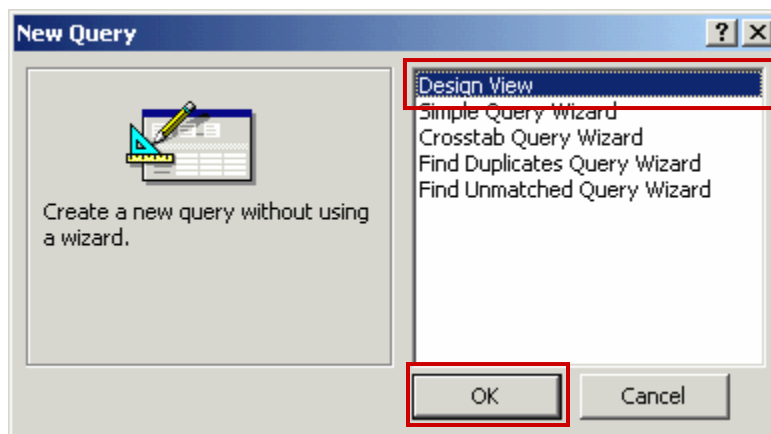 New Query
Design View
Simple Query Wizard
Crosstab Query Wizard
Find Duplicates Query Wizard
Find Unmatched Query Wizard
Create a new query without using
a wizard.
OK
Cancel